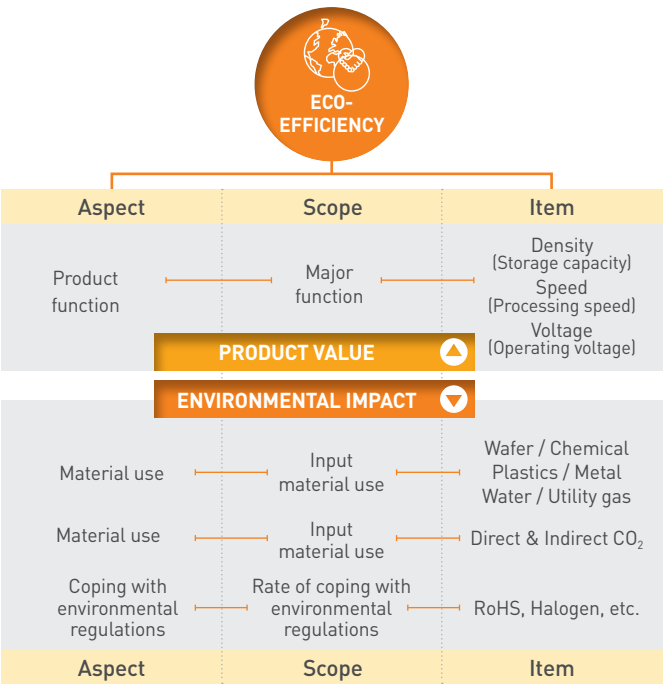 ECO-
EFFICIENCY
Aspect Scope Item
Product
function
Major
function
Density
(Storage capacity)
Speed
(Processing speed)
Voltage
(Operating voltage)
PRODUCT VALUE
ENVIRONMENTAL IMPACT
Material use
Input
material use
Wafer / Chemical
Plastics / Metal
Water / Utility gas
Material use
Input
material use
Direct & Indirect CO₂
Coping with
environmental
regulations
Rate of coping with
environmental
regulations
RoHS, Halogen, etc.
Aspect Scope Item